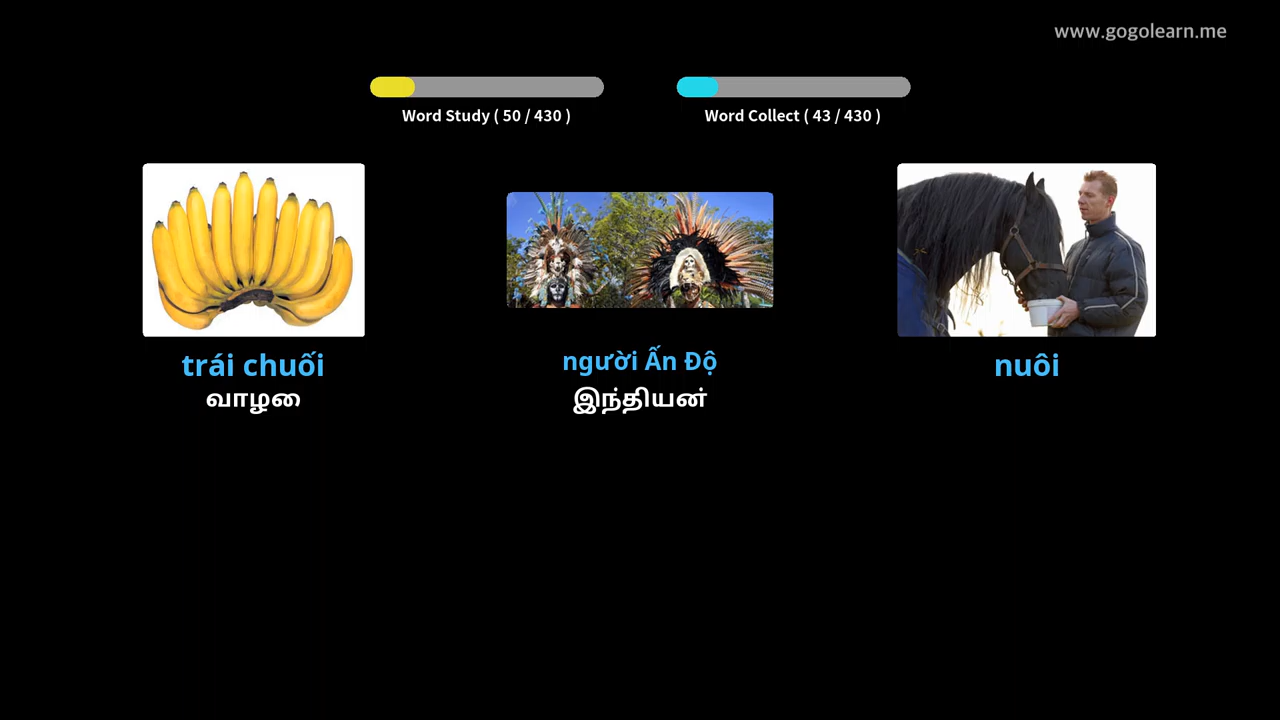 www.gogolearn.me
Word Study ( 50 / 430 )
Word Collect ( 43 / 430 )
trái chuối
வாழை
người Ấn Độ
இந்தியன்
nuôi